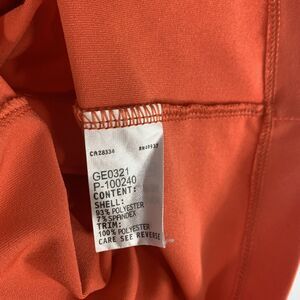 CA28334
GE0321
P-100240
CONTENT:
SHELL:
93% POLYESTER
7% SPANDEX
TRIM:
100% POLYESTER
CARE SEE REVERSE